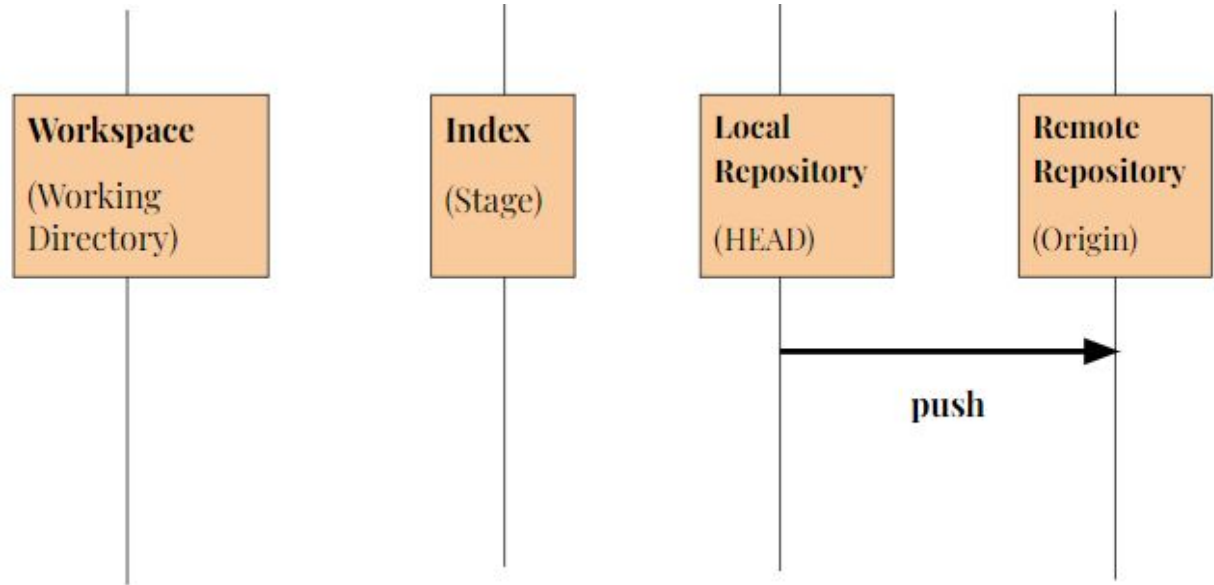 Workspace
(Working
Directory)
Index
(Stage)
Local
Repository
(HEAD)
Remote
Repository
(Origin)
push